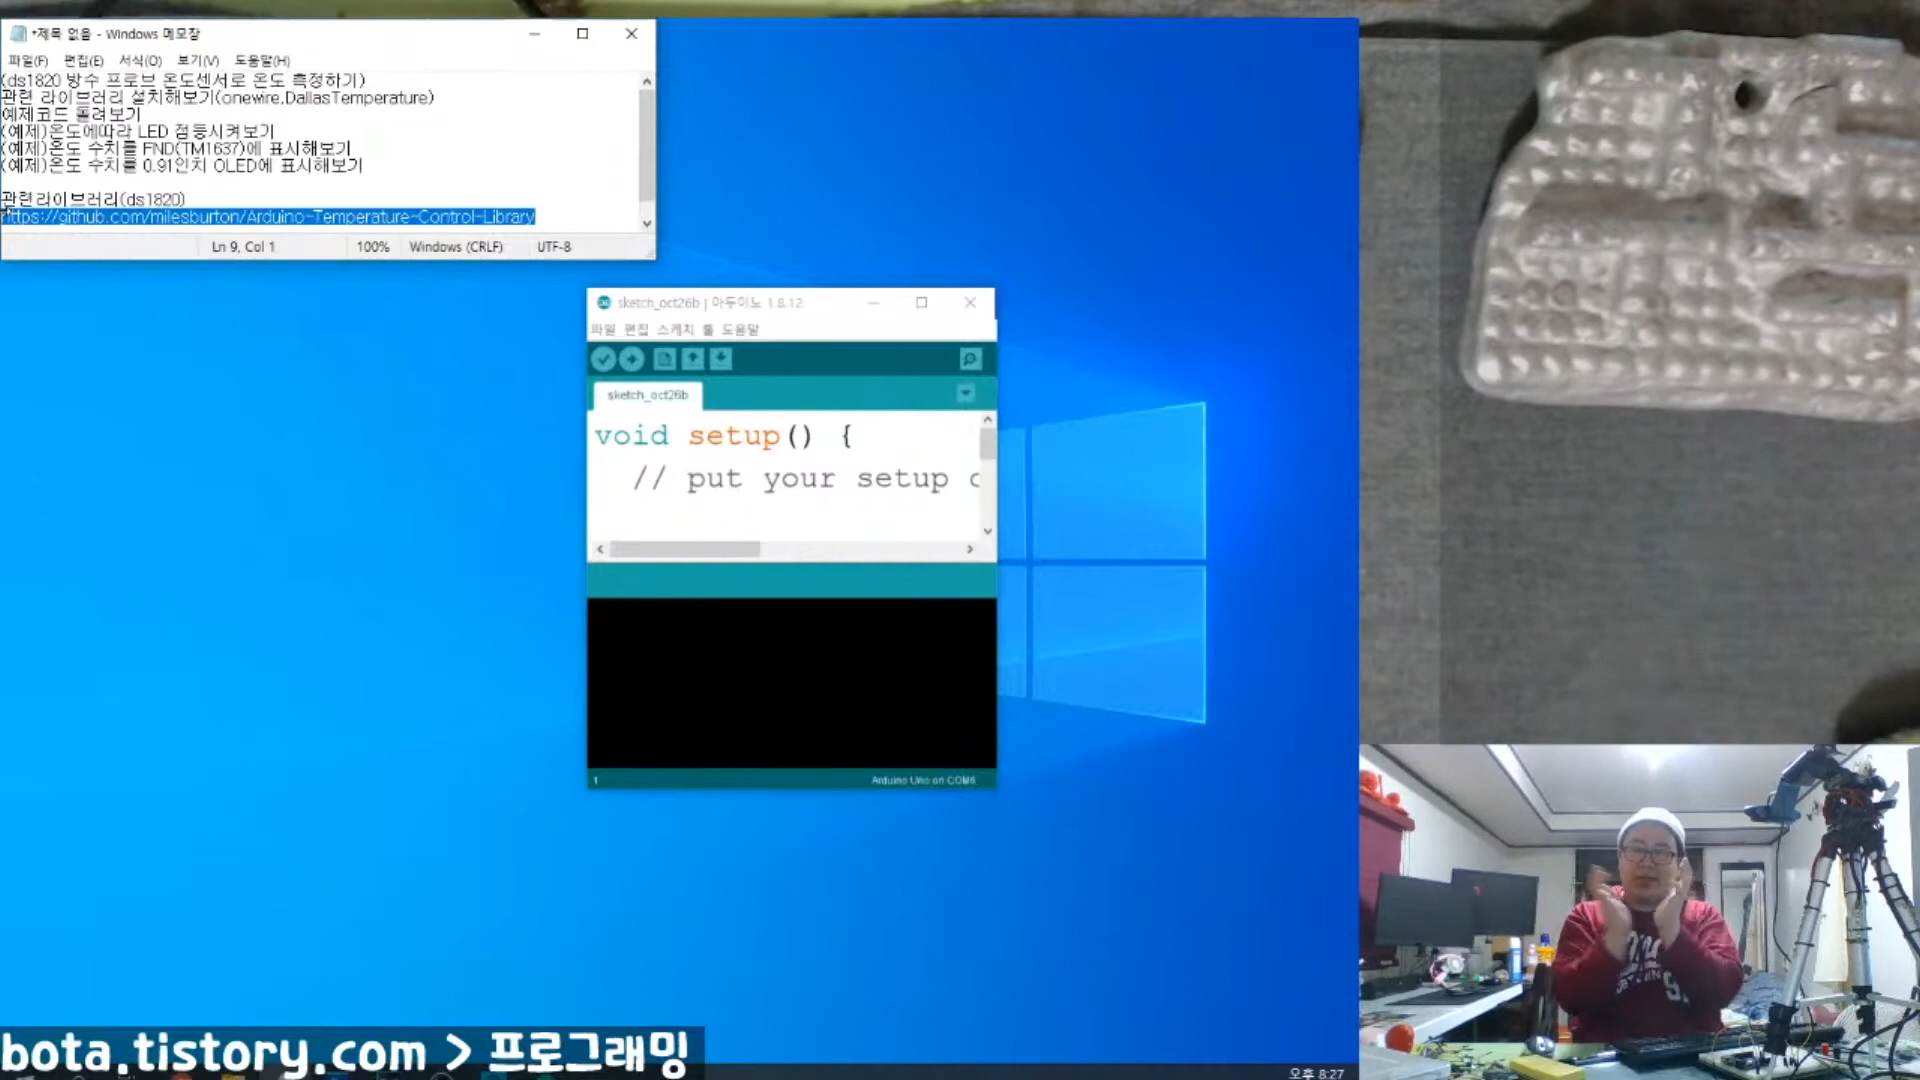 *제목 없음 - Windows 메모장
파일(F) 편집(E) 서식(O) 보기(V) 도움말(H)
(ds1820 방수 프로브 온도센서로 온도 측정하기)
관련 라이브러리 설치해보기(onewire,DallasTemperature)
예제코드 돌려보기
(예제)온도에따라 LED 점등시켜보기
(예제)온도 수치를 FND(TM1637)에 표시해보기
(예제)온도 수치를 0.91인치 OLED에 표시해보기
관련라이브러리(ds1820)
https://github.com/milesburton/Arduino-Temperature-Control-Library
Ln 9, Col 1 100% Windows (CRLF) UTF-8
sketch_oct26b | 아두이노 1.8.12
파일 편집 스케치 툴 도움말
sketch_oct26b
void setup() {
// put your setup c
1 Arduino Uno on COM6
bota.tistory.com > 프로그래밍
오후 8:27